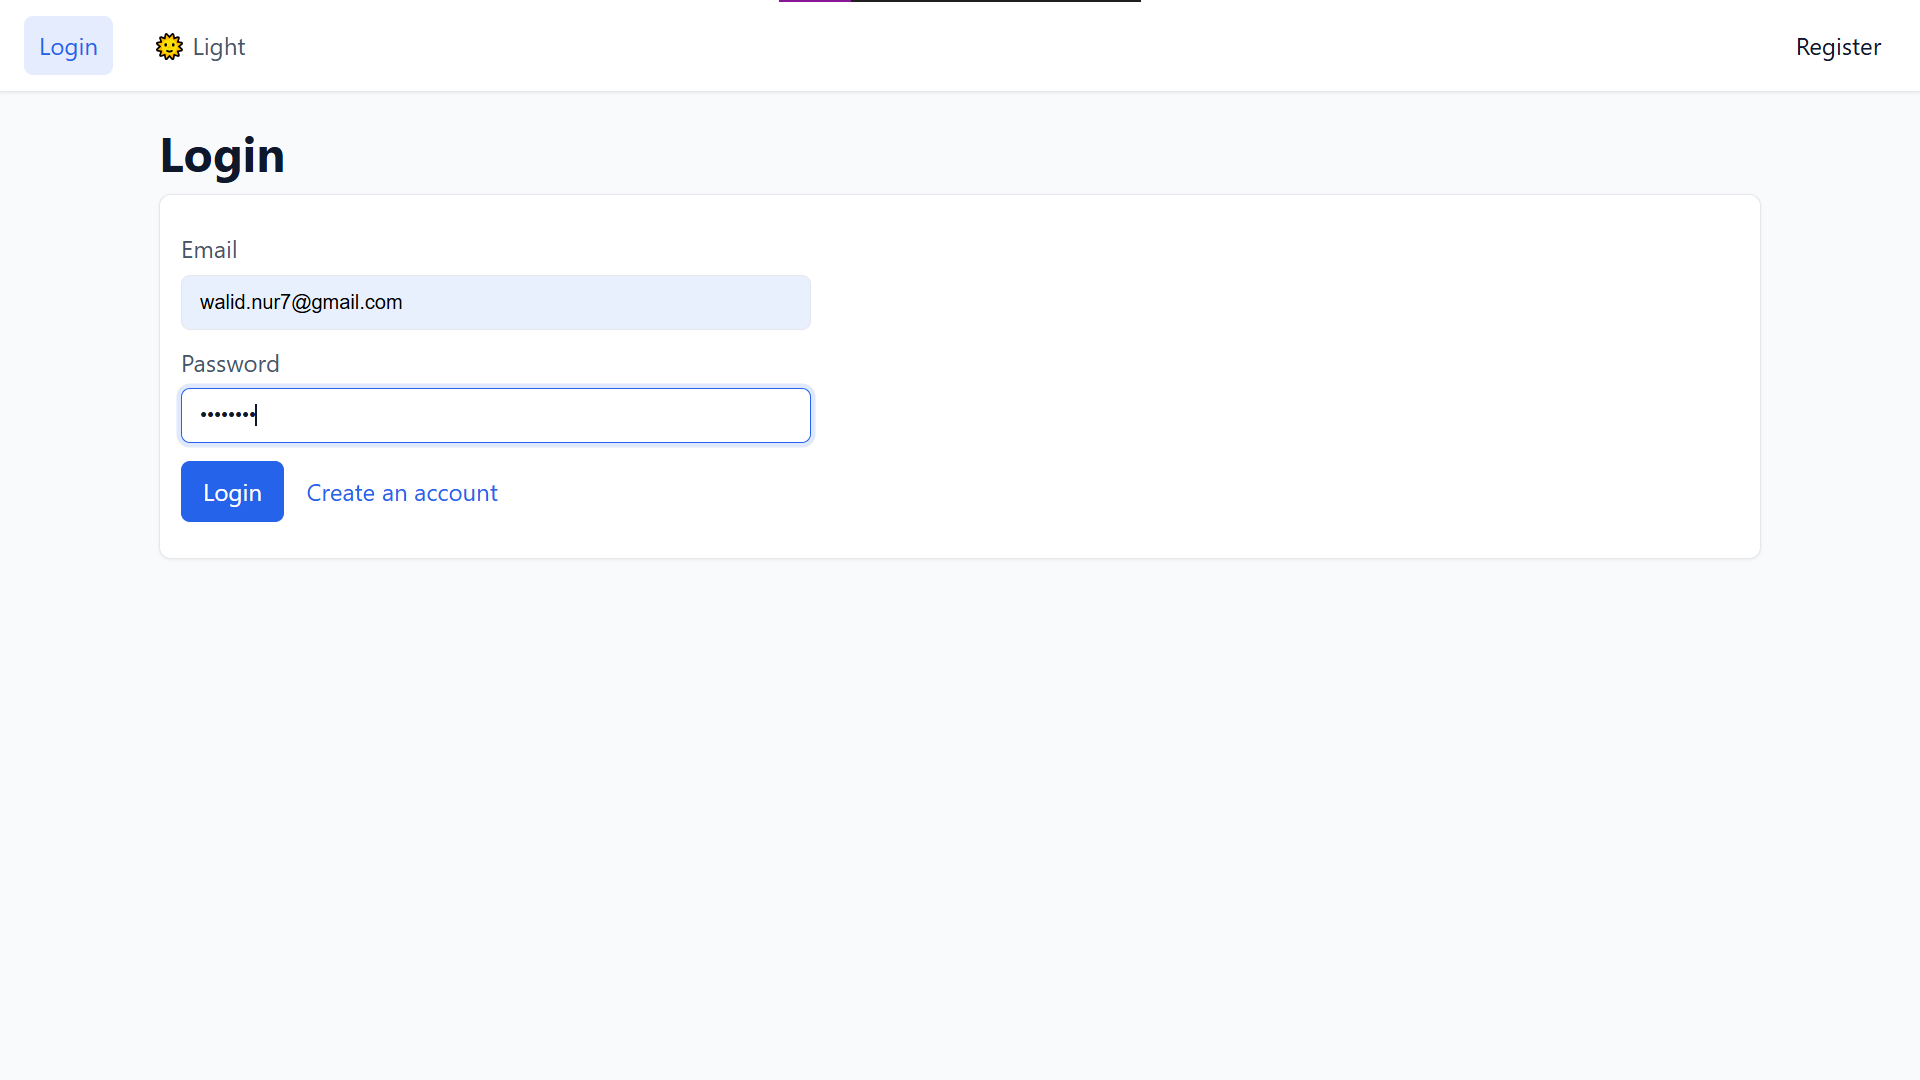 Login
Light
Register
Login
Email
walid.nur7@gmail.com
Password
••••••••
Login
Create an account